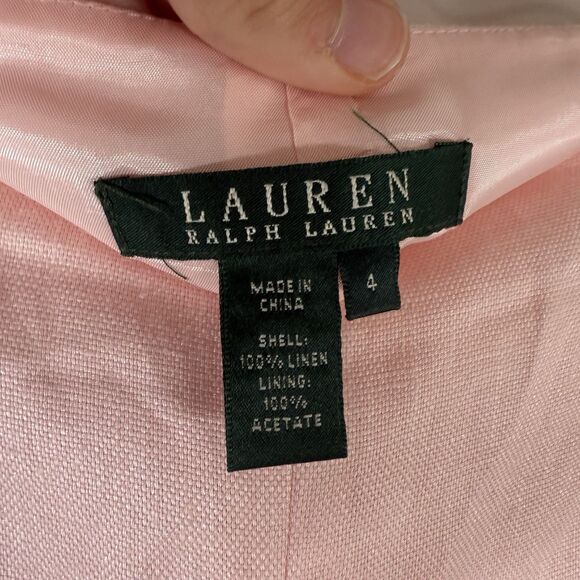 LAUREN
RALPH LAUREN
4
MADE IN
CHINA
SHELL:
100% LINEN
LINING:
100%
ACETATE